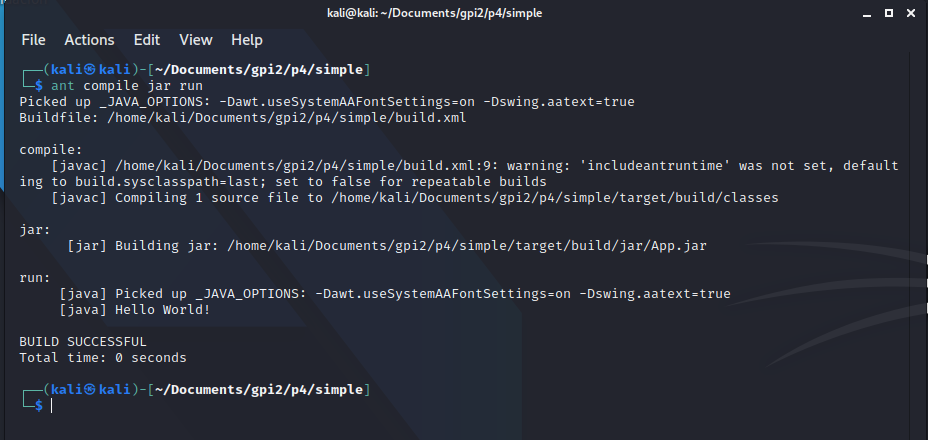 kali@kali: ~/Documents/gpi2/p4/simple
File Actions Edit View Help
┌──(kali㉿kali)-[~/Documents/gpi2/p4/simple]
└─$ ant compile jar run
Picked up _JAVA_OPTIONS: -Dawt.useSystemAAFontSettings=on -Dswing.aatext=true
Buildfile: /home/kali/Documents/gpi2/p4/simple/build.xml
compile:
[javac] /home/kali/Documents/gpi2/p4/simple/build.xml:9: warning: 'includeantruntime' was not set, default
ing to build.sysclasspath=last; set to false for repeatable builds
[javac] Compiling 1 source file to /home/kali/Documents/gpi2/p4/simple/target/build/classes
jar:
[jar] Building jar: /home/kali/Documents/gpi2/p4/simple/target/build/jar/App.jar
run:
[java] Picked up _JAVA_OPTIONS: -Dawt.useSystemAAFontSettings=on -Dswing.aatext=true
[java] Hello World!
BUILD SUCCESSFUL
Total time: 0 seconds
┌──(kali㉿kali)-[~/Documents/gpi2/p4/simple]
└─$